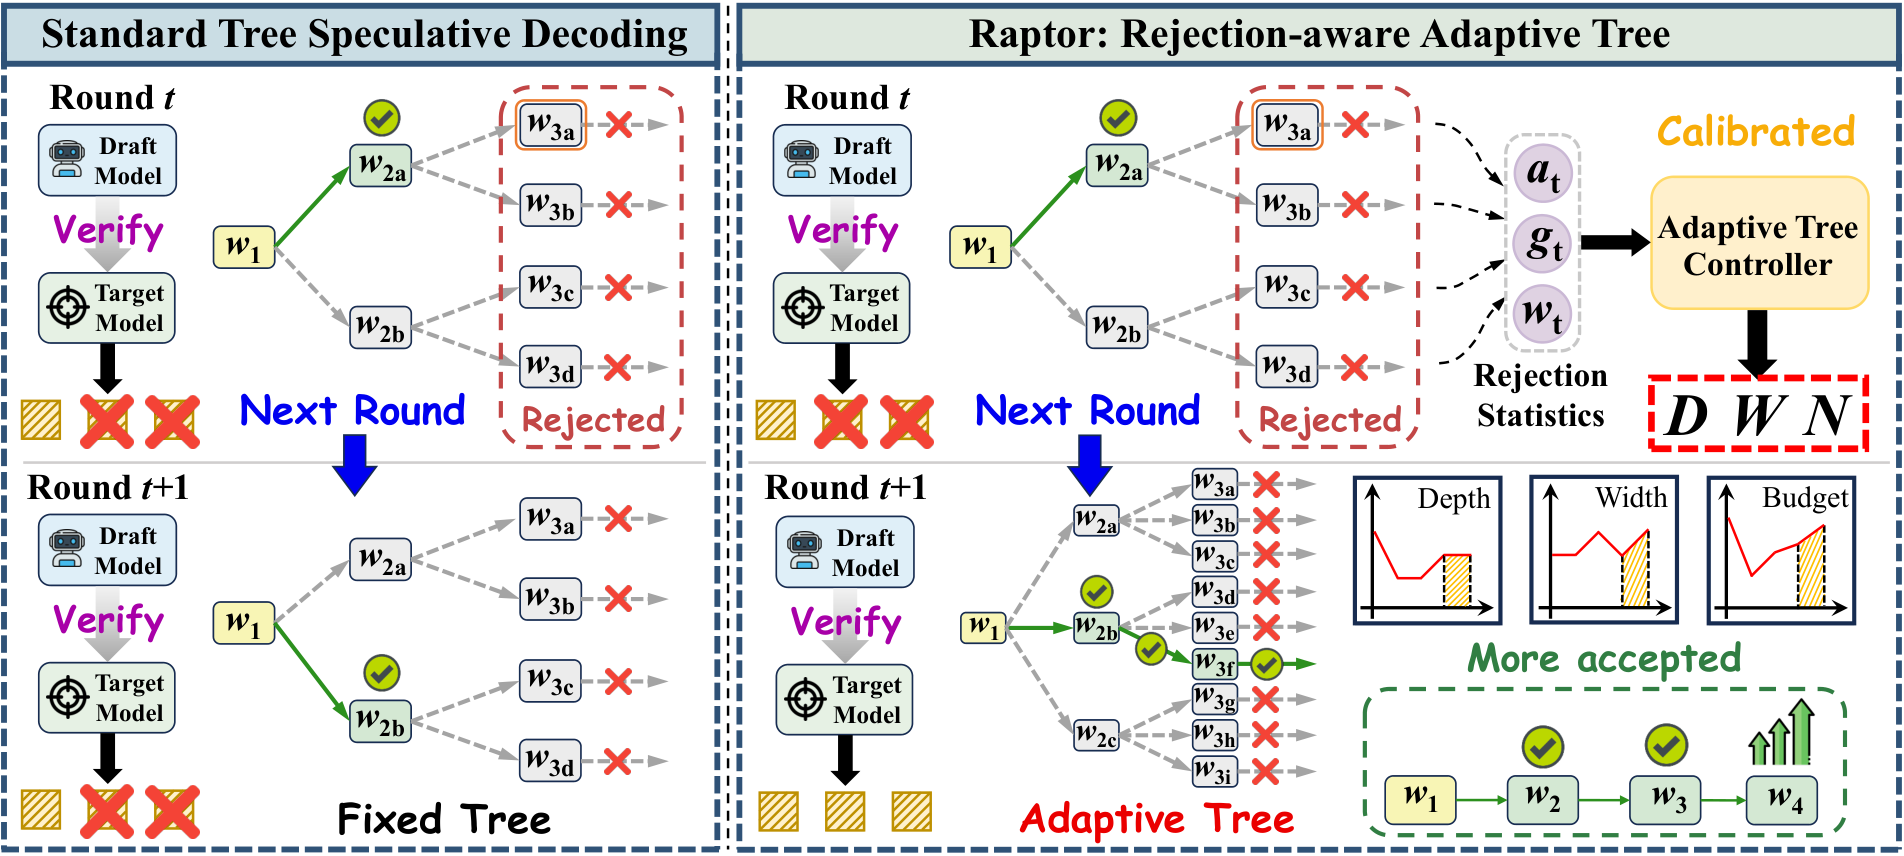 Standard Tree Speculative Decoding
Round t
Draft
Model
Verify
Target
Model
w1
w2a
w2b
w3a
w3b
w3c
w3d
Rejected
Next Round
Round t+1
Draft
Model
Verify
Target
Model
w1
w2a
w2b
w3a
w3b
w3c
w3d
Fixed Tree
Raptor: Rejection-aware Adaptive Tree
Round t
Draft
Model
Verify
Target
Model
w1
w2a
w2b
w3a
w3b
w3c
w3d
Rejected
Next Round
at
gt
wt
Rejection
Statistics
Calibrated
Adaptive Tree
Controller
D W N
Round t+1
Draft
Model
Verify
Target
Model
w1
w2a
w2b
w2c
w3a
w3b
w3c
w3d
w3e
w3f
w3g
w3h
w3i
Adaptive Tree
Depth
Width
Budget
More accepted
w1
w2
w3
w4